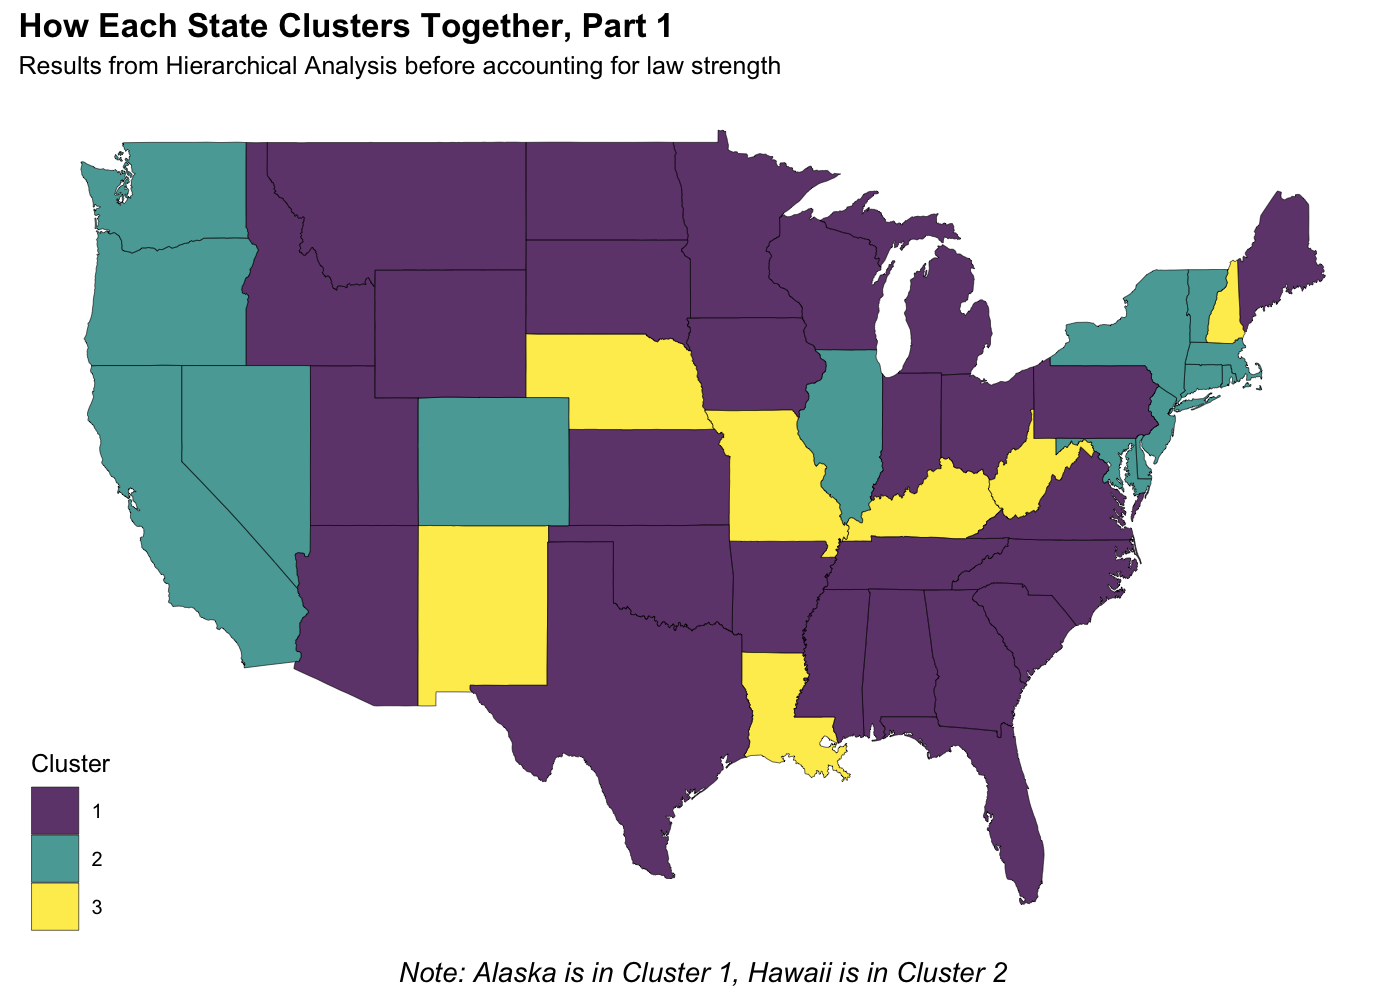 How Each State Clusters Together, Part 1
Results from Hierarchical Analysis before accounting for law strength
Cluster
1
2
3
Note: Alaska is in Cluster 1, Hawaii is in Cluster 2